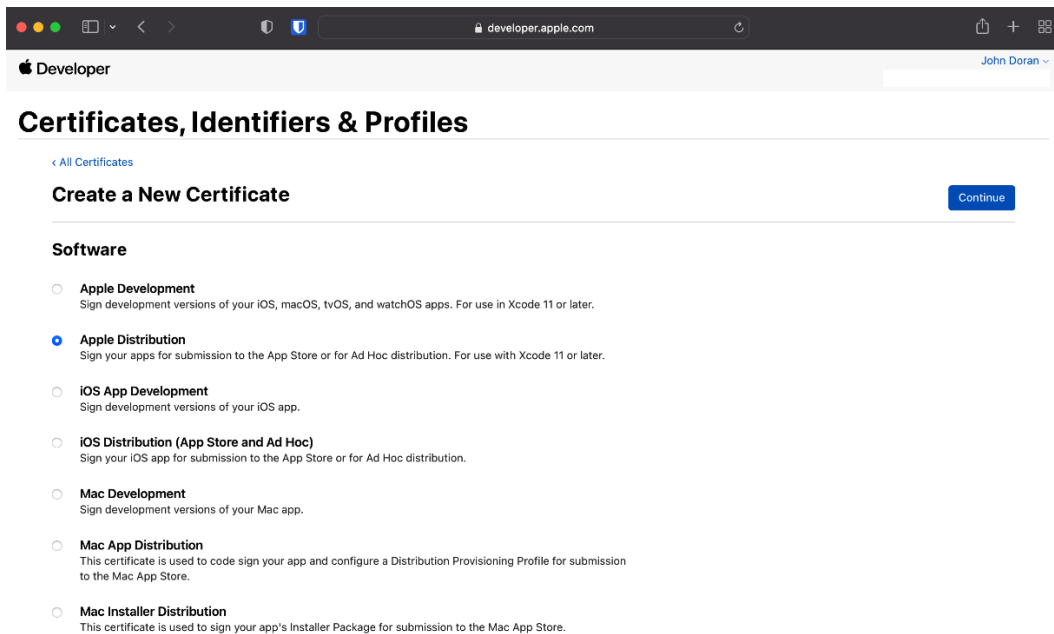 developer.apple.com
Developer
John Doran
Certificates, Identifiers & Profiles
‹ All Certificates
Create a New Certificate
Continue
Software
Apple Development
Sign development versions of your iOS, macOS, tvOS, and watchOS apps. For use in Xcode 11 or later.
Apple Distribution
Sign your apps for submission to the App Store or for Ad Hoc distribution. For use with Xcode 11 or later.
iOS App Development
Sign development versions of your iOS app.
iOS Distribution (App Store and Ad Hoc)
Sign your iOS app for submission to the App Store or for Ad Hoc distribution.
Mac Development
Sign development versions of your Mac app.
Mac App Distribution
This certificate is used to code sign your app and configure a Distribution Provisioning Profile for submission
to the Mac App Store.
Mac Installer Distribution
This certificate is used to sign your app's Installer Package for submission to the Mac App Store.